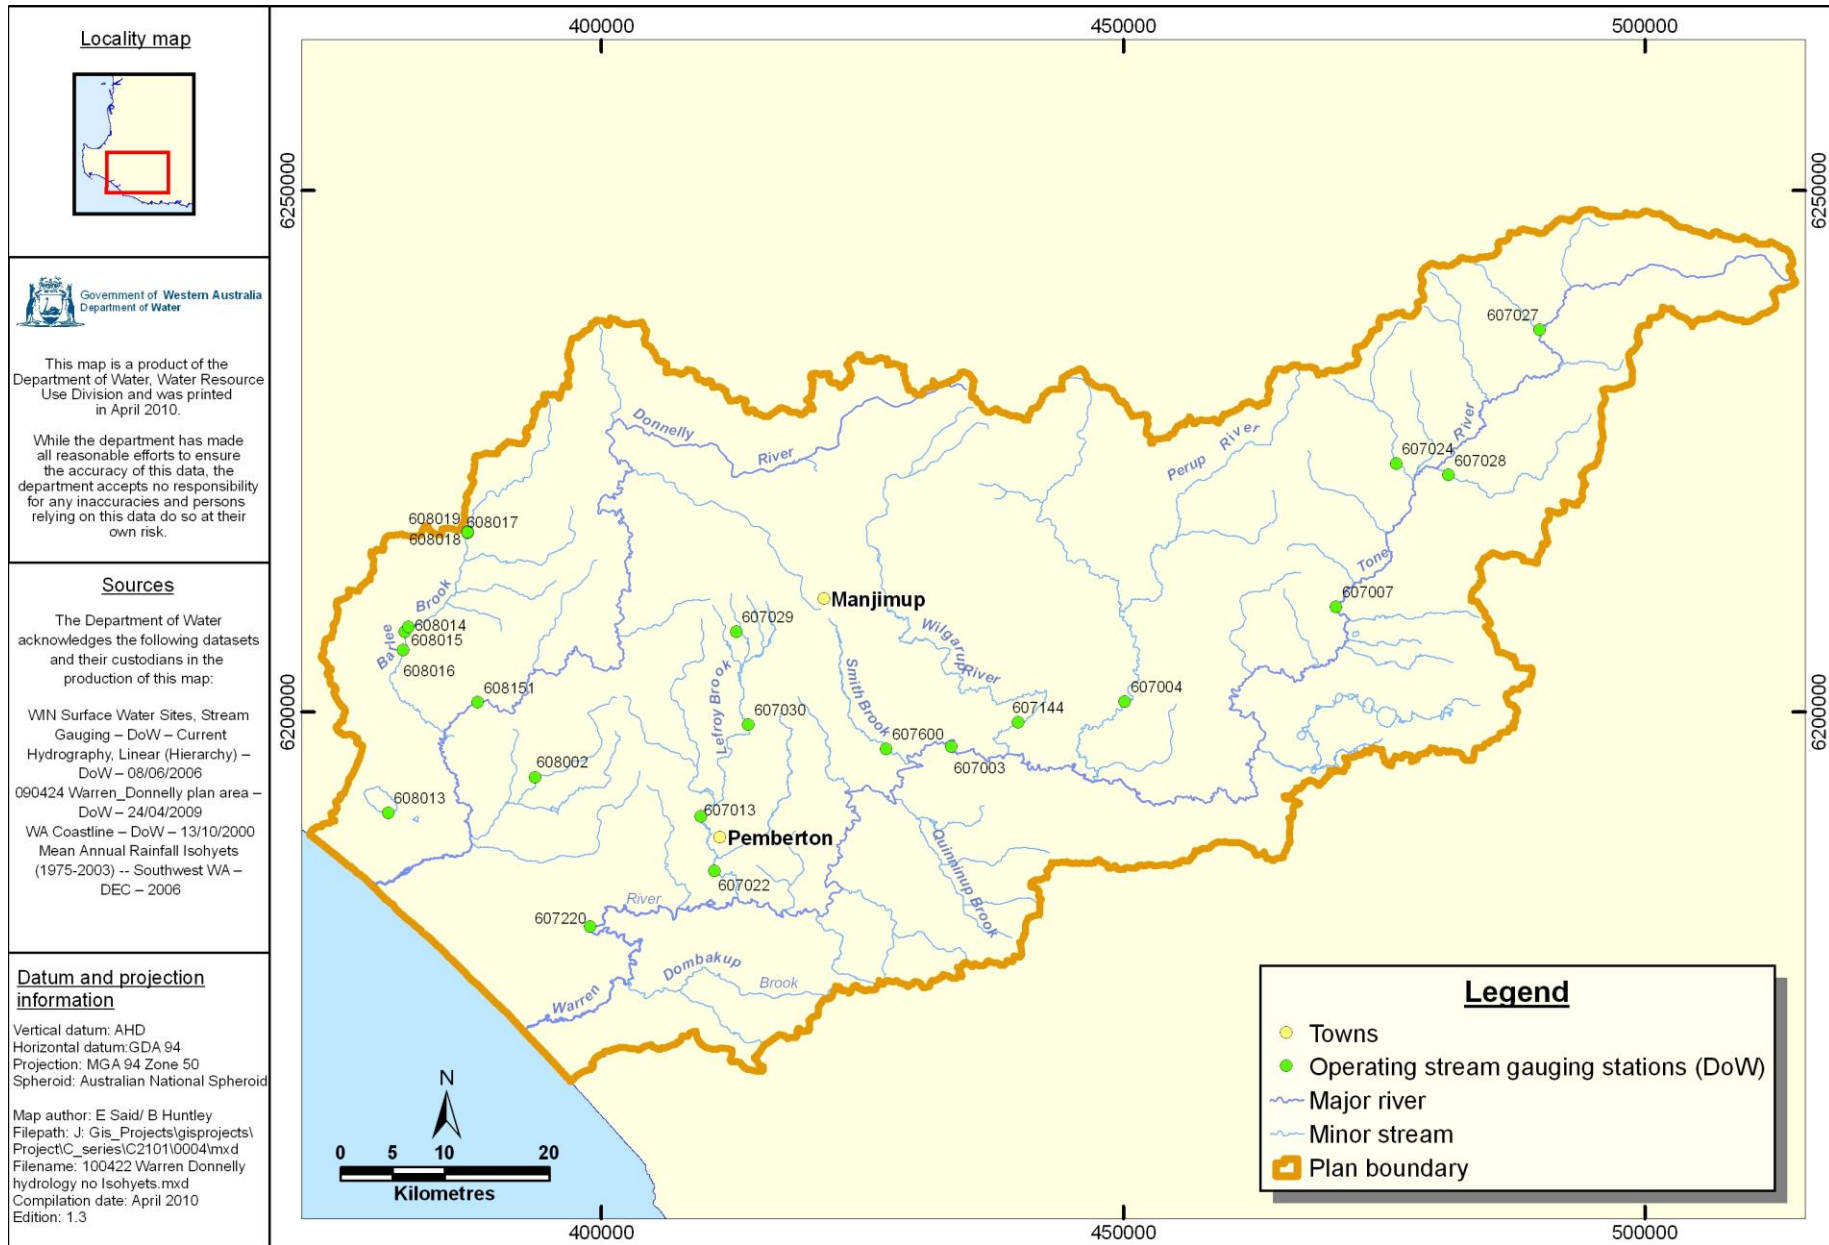 Locality map
Government of Western Australia
Department of Water
This map is a product of the
Department of Water, Water Resource
Use Division and was printed
in April 2010.
While the department has made
all reasonable efforts to ensure
the accuracy of this data, the
department accepts no responsibility
for any inaccuracies and persons
relying on this data do so at their
own risk.
Sources
The Department of Water
acknowledges the following datasets
and their custodians in the
production of this map:
WIN Surface Water Sites, Stream
Gauging – DoW – Current
Hydrography, Linear (Hierarchy) –
DoW – 08/06/2006
090424 Warren_Donnelly plan area –
DoW – 24/04/2009
WA Coastline – DoW – 13/10/2000
Mean Annual Rainfall Isohyets
(1975-2003) -- Southwest WA –
DEC – 2006
Datum and projection
information
Vertical datum: AHD
Horizontal datum:GDA 94
Projection: MGA 94 Zone 50
Spheroid: Australian National Spheroid
Map author: E Said/ B Huntley
Filepath: J: Gis_Projects\gisprojects\
Project\C_series\C2101\0004\mxd
Filename: 100422 Warren Donnelly
hydrology no Isohyets.mxd
Compilation date: April 2010
Edition: 1.3
400000
450000
500000
6250000
6250000
607027
Donnelly
River
Perup River
River
607024
607028
608019
608017
608018
Tone
Barlee Brook
608014
608015
608016
Manjimup
607029
607007
Wilgarup River
Lefroy Brook
Smith Brook
608151
607004
607144
6200000
6200000
607030
607600
607003
608002
608013
607013
Pemberton
Quinninup Brook
607022
River
607220
Dombakup
Brook
Warren
N
0 5 10 20
Kilometres
Legend
Towns
Operating stream gauging stations (DoW)
Major river
Minor stream
Plan boundary
400000
450000
500000